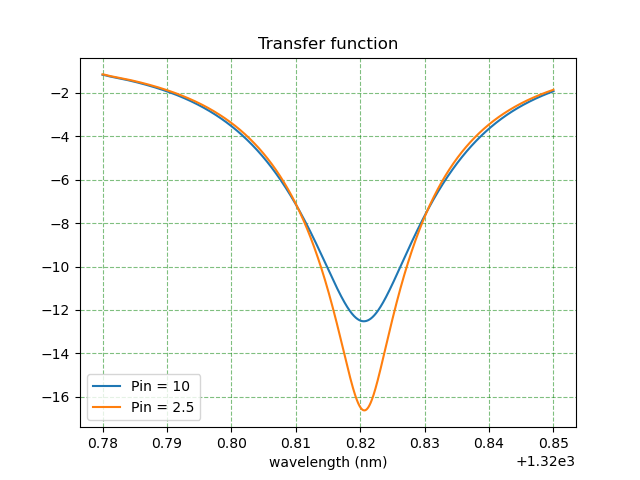 Transfer function
−2
−4
−6
−8
−10
−12
−14
−16
Pin = 10
Pin = 2.5
0.78 0.79 0.80 0.81 0.82 0.83 0.84 0.85
wavelength (nm) +1.32e3